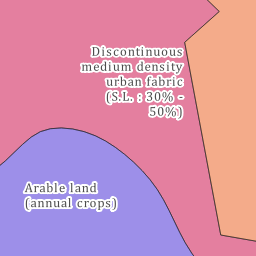 Discontinuous
medium density
urban fabric
(S.L. : 30% -
50%)
Arable land
(annual crops)